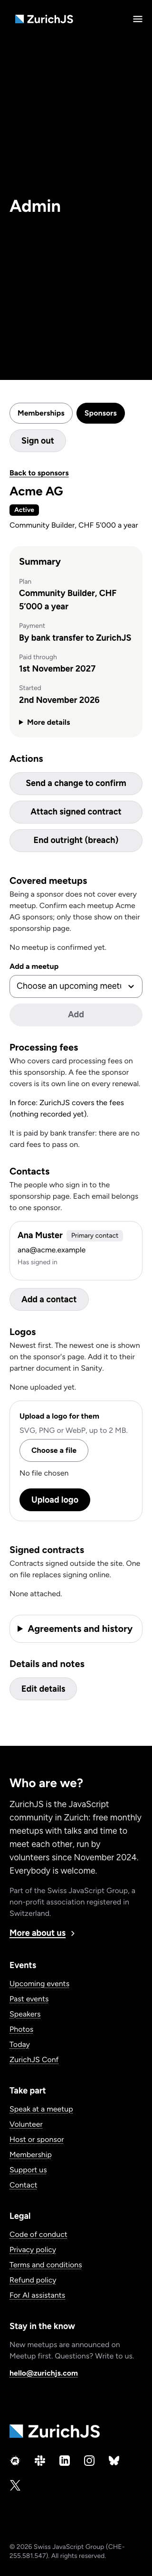 ZurichJS
Admin
Memberships
Sponsors
Sign out
Back to sponsors
Acme AG
Active
Community Builder, CHF 5'000 a year
Summary
Plan
Community Builder, CHF
5'000 a year
Payment
By bank transfer to ZurichJS
Paid through
1st November 2027
Started
2nd November 2026
More details
Actions
Send a change to confirm
Attach signed contract
End outright (breach)
Covered meetups
Being a sponsor does not cover every
meetup. Confirm each meetup Acme
AG sponsors; only those show on their
sponsorship page.
No meetup is confirmed yet.
Add a meetup
Choose an upcoming meetu
Add
Processing fees
Who covers card processing fees on
this sponsorship. A fee the sponsor
covers is its own line on every renewal.
In force: ZurichJS covers the fees
(nothing recorded yet).
It is paid by bank transfer: there are no
card fees to pass on.
Contacts
The people who sign in to the
sponsorship page. Each email belongs
to one sponsor.
Ana Muster
Primary contact
ana@acme.example
Has signed in
Add a contact
Logos
Newest first. The newest one is shown
on the sponsor's page. Add it to their
partner document in Sanity.
None uploaded yet.
Upload a logo for them
SVG, PNG or WebP, up to 2 MB.
Choose a file
No file chosen
Upload logo
Signed contracts
Contracts signed outside the site. One
on file replaces signing online.
None attached.
Agreements and history
Details and notes
Edit details
Who are we?
ZurichJS is the JavaScript
community in Zurich: free monthly
meetups with talks and time to
meet each other, run by
volunteers since November 2024.
Everybody is welcome.
Part of the Swiss JavaScript Group, a
non-profit association registered in
Switzerland.
More about us
Events
Upcoming events
Past events
Speakers
Photos
Today
ZurichJS Conf
Take part
Speak at a meetup
Volunteer
Host or sponsor
Membership
Support us
Contact
Legal
Code of conduct
Privacy policy
Terms and conditions
Refund policy
For AI assistants
Stay in the know
New meetups are announced on
Meetup first. Questions? Write to us.
hello@zurichjs.com
ZurichJS
© 2026 Swiss JavaScript Group (CHE-
255.581.547). All rights reserved.